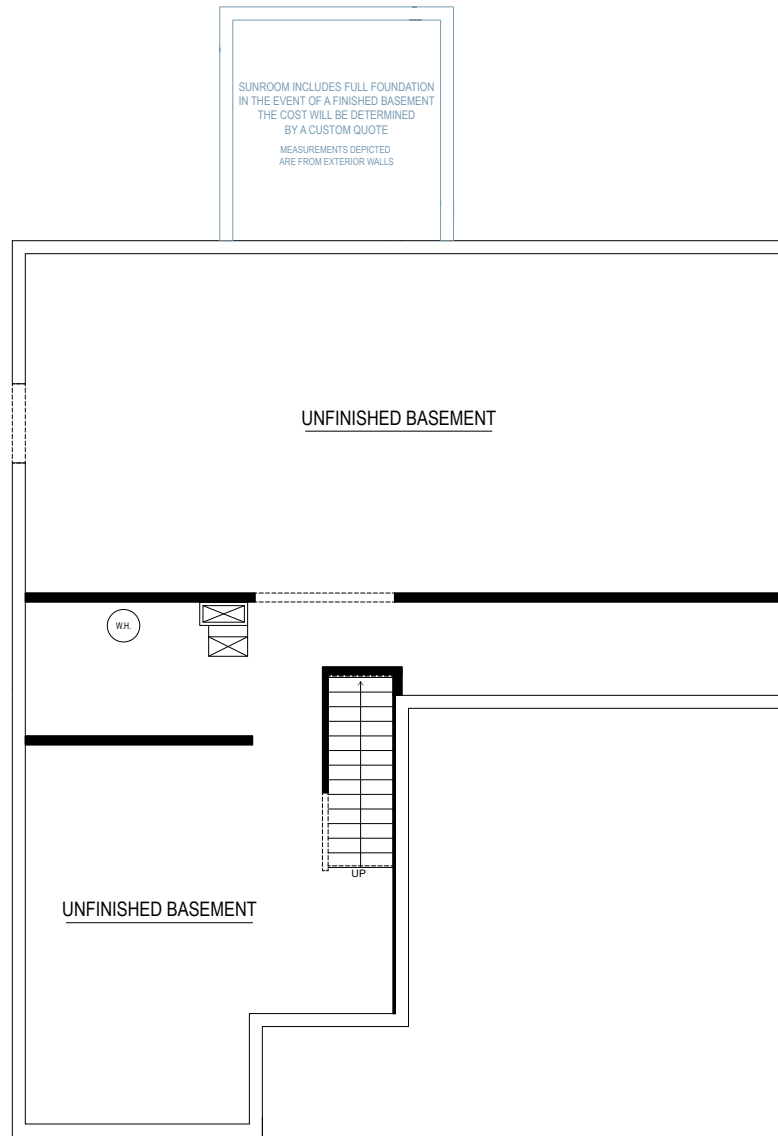 SUNROOM INCLUDES FULL FOUNDATION
IN THE EVENT OF A FINISHED BASEMENT
THE COST WILL BE DETERMINED
BY A CUSTOM QUOTE
MEASUREMENTS DEPICTED
ARE FROM EXTERIOR WALLS
UNFINISHED BASEMENT
W.H.
UP
UNFINISHED BASEMENT